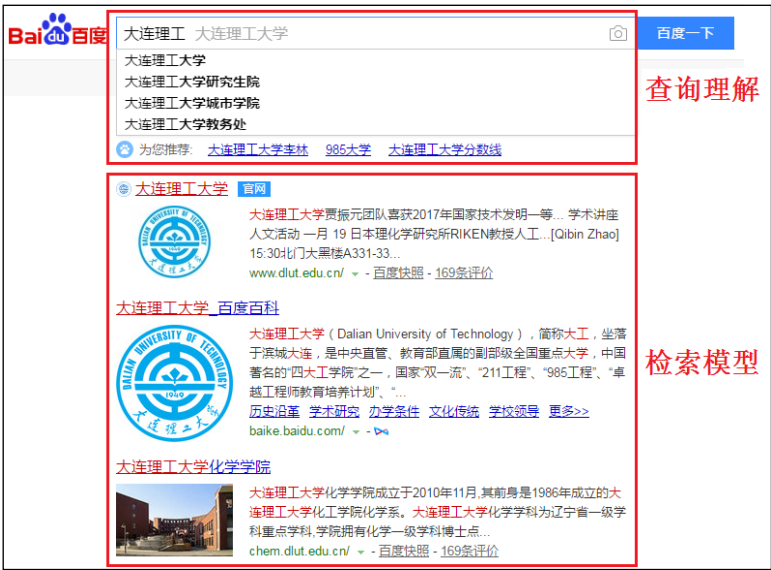 Bai du 百度
大连理工 大连理工大学
百度一下
大连理工大学
大连理工大学研究生院
大连理工大学城市学院
大连理工大学教务处
为您推荐: 大连理工大学李林 985大学 大连理工大学分数线
查询理解
大连理工大学 官网
大连理工大学贾振元团队喜获2017年国家技术发明一等... 学术讲座
人文活动 一月 19 日本理化学研究所RIKEN教授人工...[Qibin Zhao]
15:30北门大黑楼A331-33...
www.dlut.edu.cn/ - 百度快照 - 169条评价
大连理工大学_百度百科
大连理工大学（Dalian University of Technology），简称大工，坐落
于滨城大连，是中央直管、教育部直属的副部级全国重点大学，中国
著名的“四大工学院”之一，国家“双一流”、“211工程”、“985工程”、“卓
越工程师教育培养计划”、“...
历史沿革 学术研究 办学条件 文化传统 学校领导 更多>>
baike.baidu.com/ -
检索模型
大连理工大学化学学院
大连理工大学化学学院成立于2010年11月,其前身是1986年成立的大
连理工大学化工学院化学系。大连理工大学化学学科为辽宁省一级学
科重点学科,学院拥有化学一级学科博士点...
chem.dlut.edu.cn/ - 百度快照 - 169条评价
DALIAN UNIVERSITY OF TECHNOLOGY
1949
大连理工大学